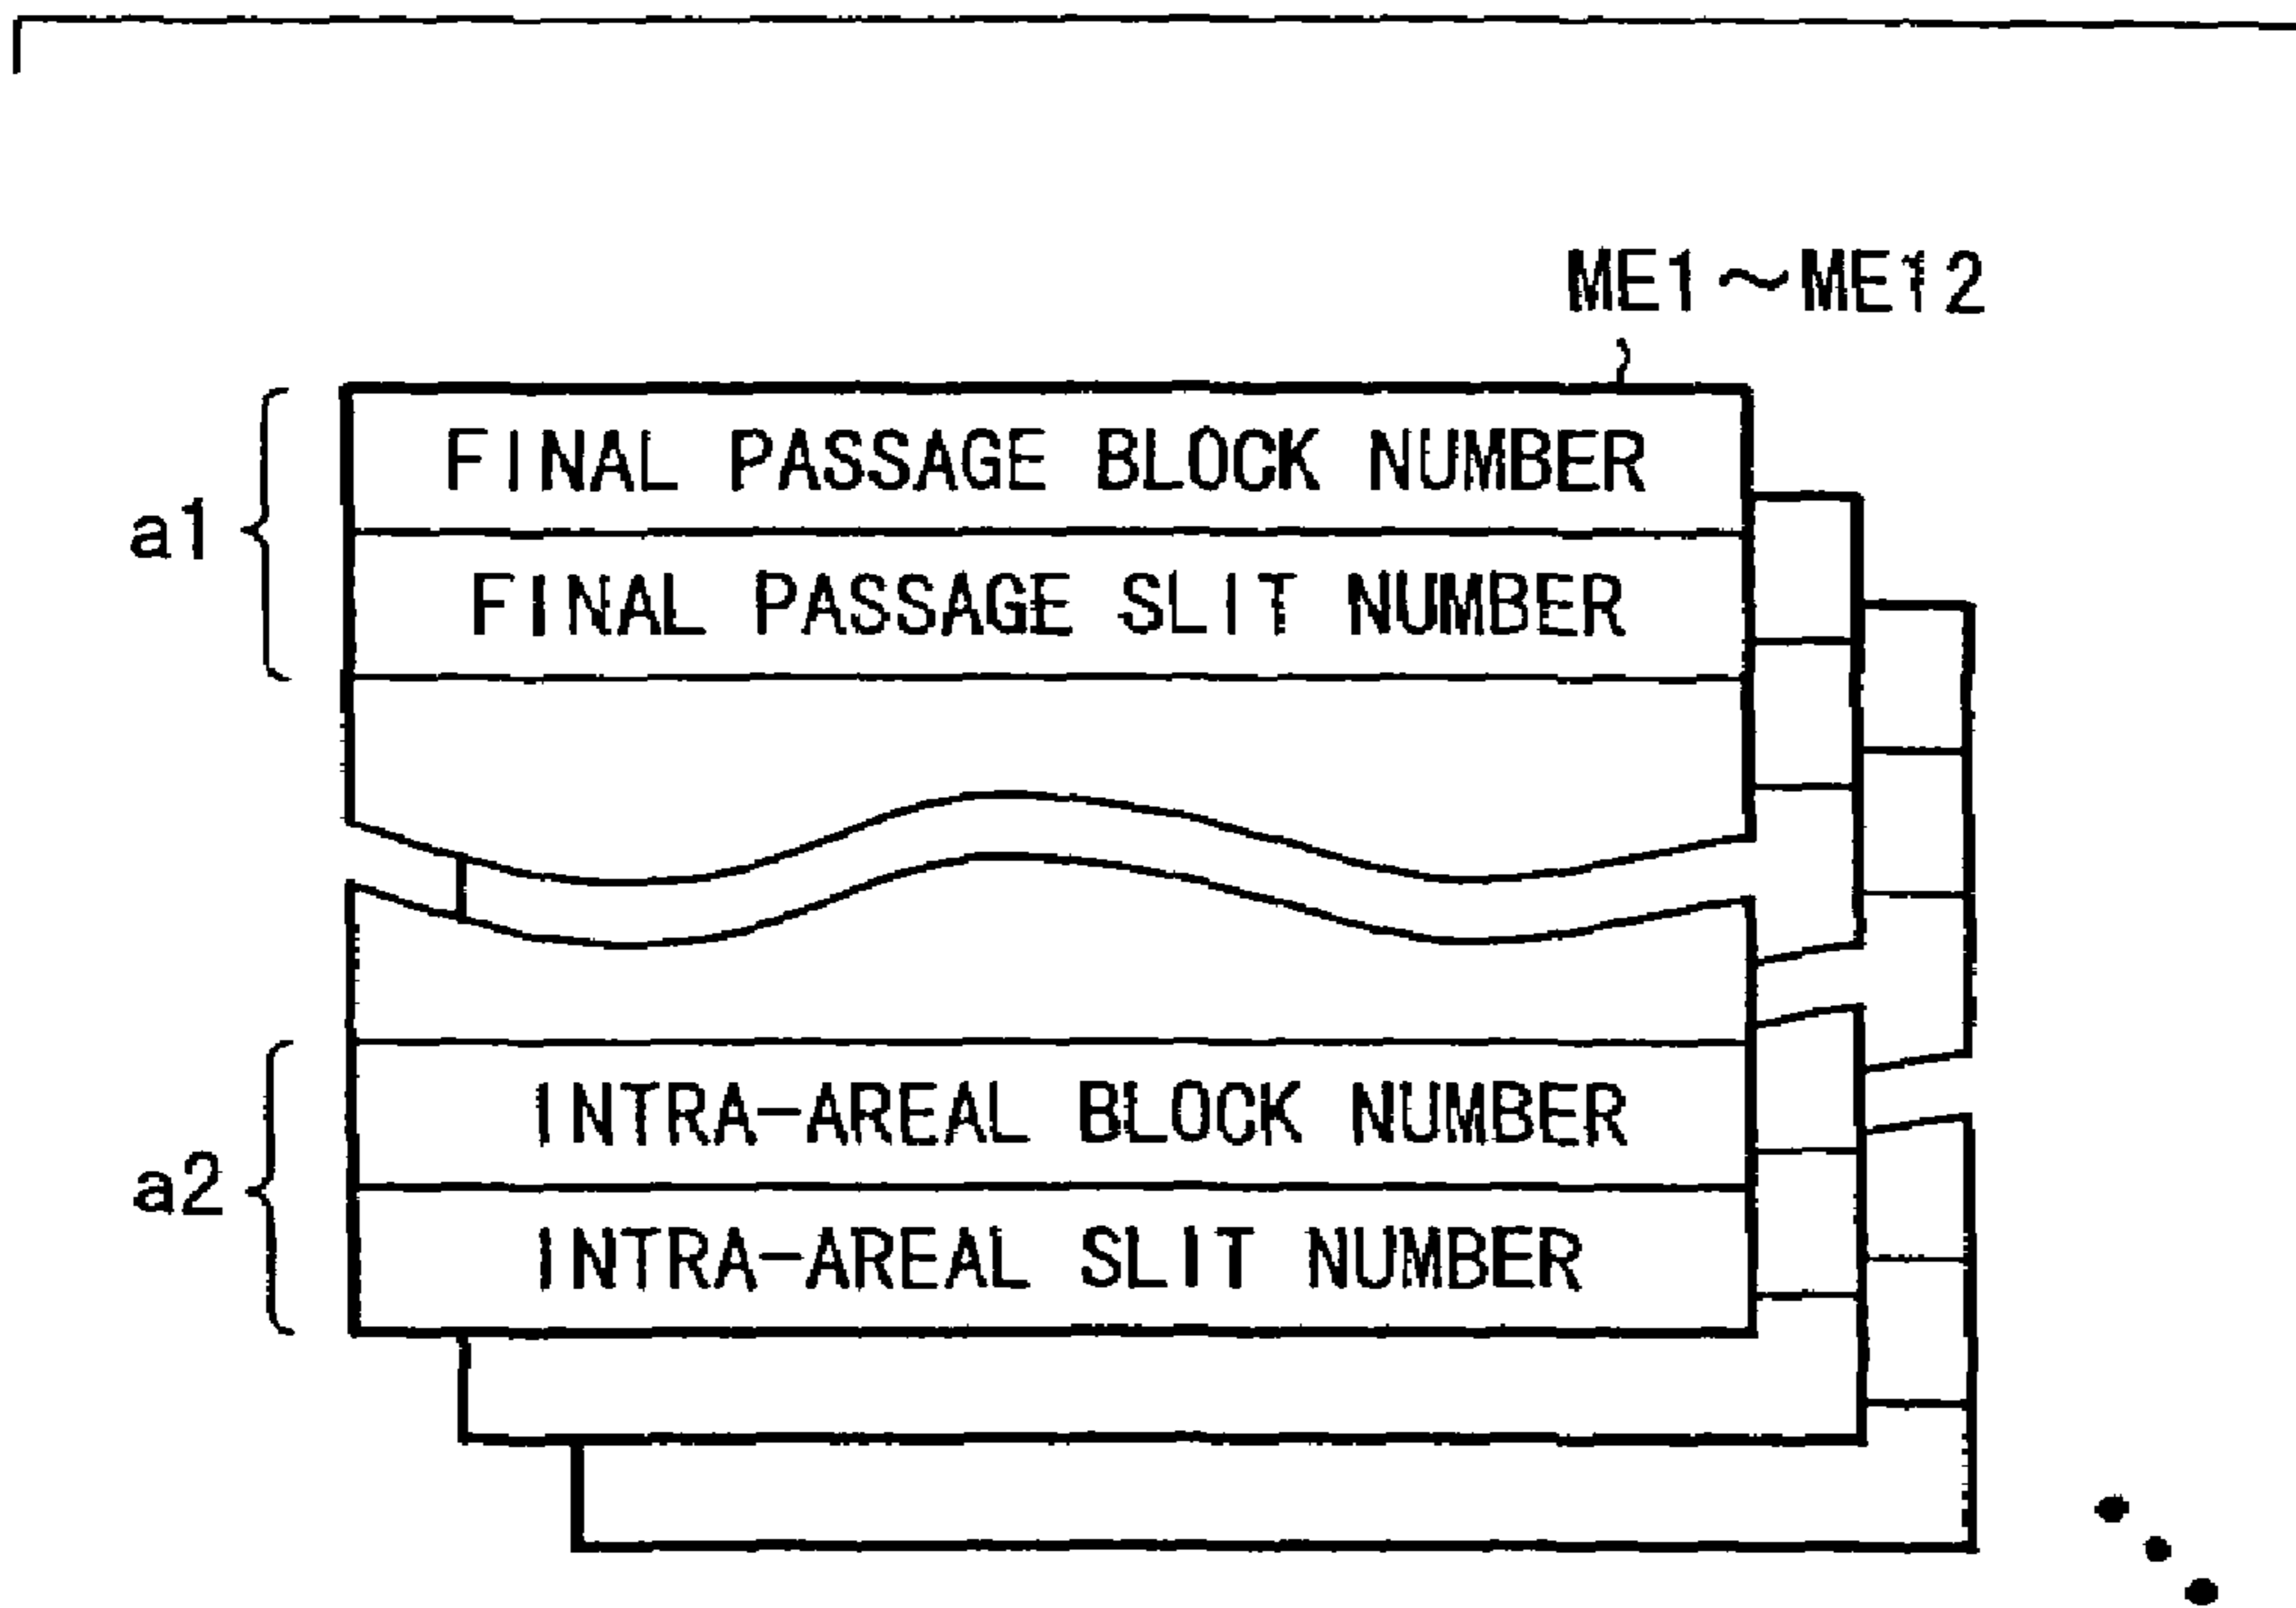 ME1~ME12
FINAL PASSAGE BLOCK NUMBER
a1
FINAL PASSAGE SLIT NUMBER
INTRA-AREAL BLOCK NUMBER
a2
INTRA-AREAL SLIT NUMBER